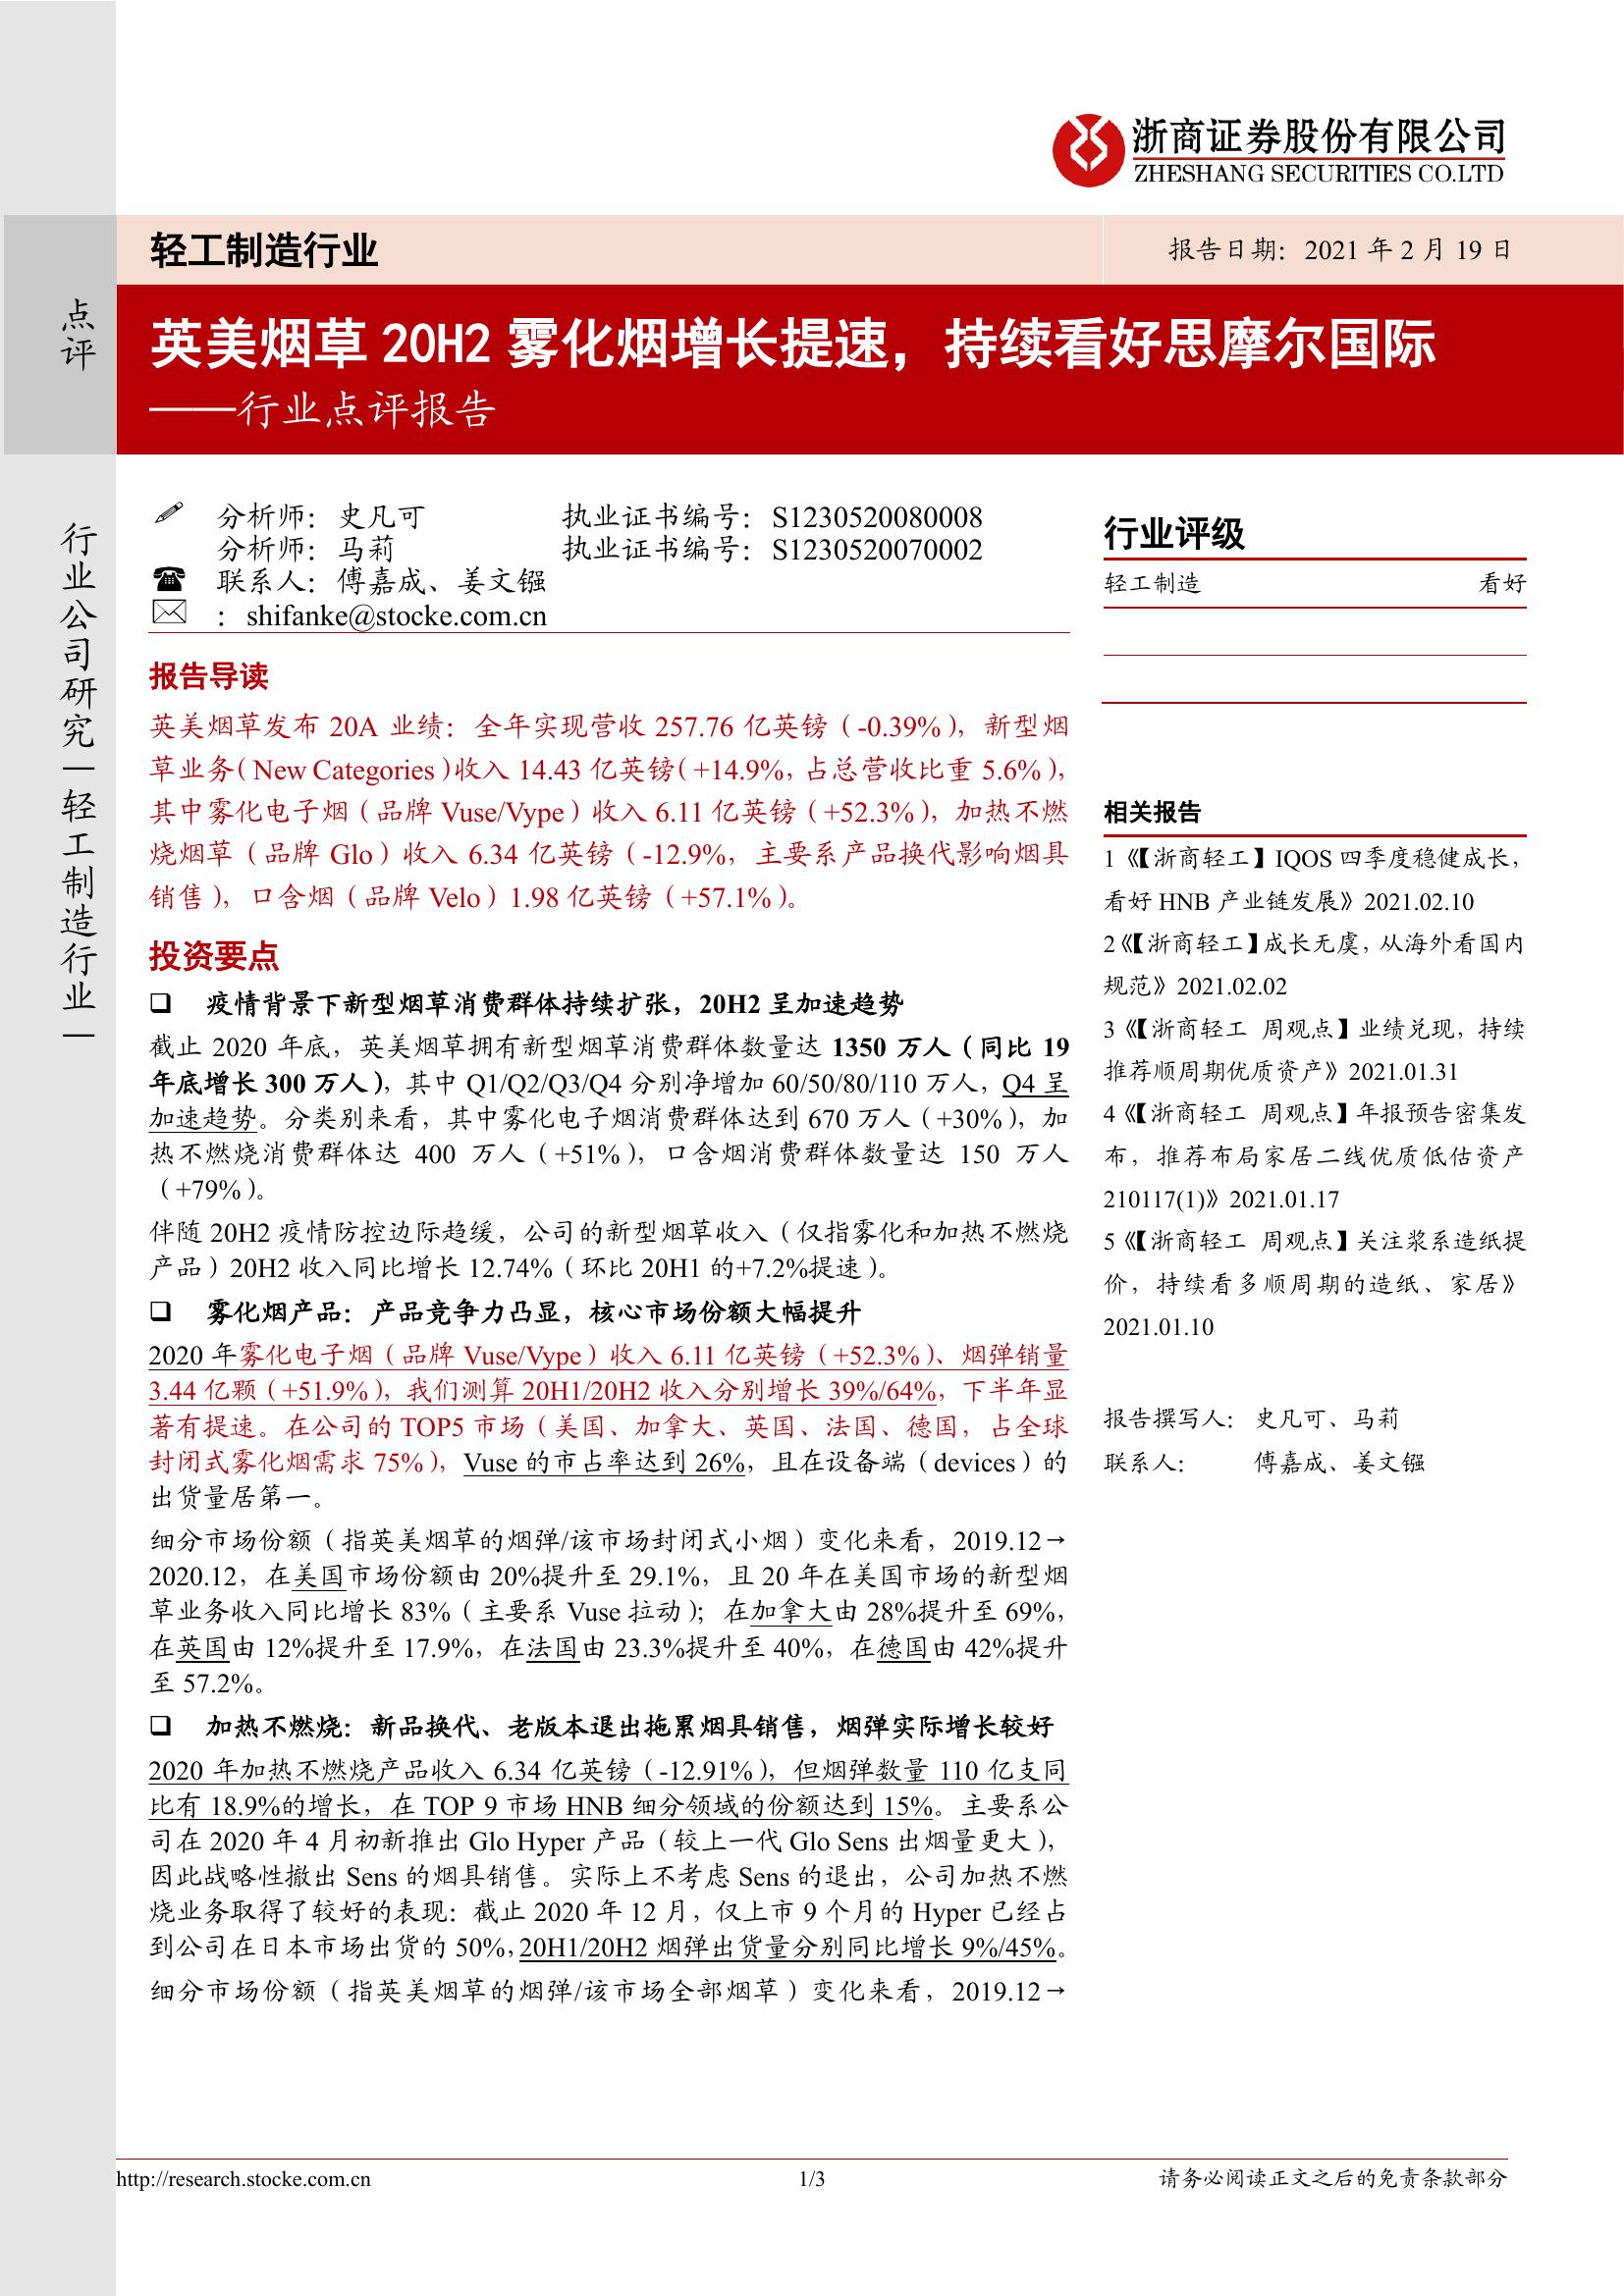 浙商证券股份有限公司
ZHESHANG SECURITIES CO.LTD
轻工制造行业
报告日期：2021 年 2 月 19 日
点评
英美烟草 20H2 雾化烟增长提速，持续看好思摩尔国际
——行业点评报告
行业公司研究｜轻工制造行业｜
分析师：史凡可 执业证书编号：S1230520080008
分析师：马莉 执业证书编号：S1230520070002
联系人：傅嘉成、姜文镪
：shifanke@stocke.com.cn
报告导读
英美烟草发布 20A 业绩：全年实现营收 257.76 亿英镑（-0.39%），新型烟
草业务（New Categories）收入 14.43 亿英镑（+14.9%，占总营收比重 5.6%），
其中雾化电子烟（品牌 Vuse/Vype）收入 6.11 亿英镑（+52.3%），加热不燃
烧烟草（品牌 Glo）收入 6.34 亿英镑（-12.9%，主要系产品换代影响烟具
销售），口含烟（品牌 Velo）1.98 亿英镑（+57.1%）。
投资要点
❑ 疫情背景下新型烟草消费群体持续扩张，20H2 呈加速趋势
截止 2020 年底，英美烟草拥有新型烟草消费群体数量达 1350 万人（同比 19
年底增长 300 万人），其中 Q1/Q2/Q3/Q4 分别净增加 60/50/80/110 万人，Q4 呈
加速趋势。分类别来看，其中雾化电子烟消费群体达到 670 万人（+30%），加
热不燃烧消费群体达 400 万人（+51%），口含烟消费群体数量达 150 万人
（+79%）。
伴随 20H2 疫情防控边际趋缓，公司的新型烟草收入（仅指雾化和加热不燃烧
产品）20H2 收入同比增长 12.74%（环比 20H1 的+7.2%提速）。
❑ 雾化烟产品：产品竞争力凸显，核心市场份额大幅提升
2020 年雾化电子烟（品牌 Vuse/Vype）收入 6.11 亿英镑（+52.3%）、烟弹销量
3.44 亿颗（+51.9%），我们测算 20H1/20H2 收入分别增长 39%/64%，下半年显
著有提速。在公司的 TOP5 市场（美国、加拿大、英国、法国、德国，占全球
封闭式雾化烟需求 75%），Vuse 的市占率达到 26%，且在设备端（devices）的
出货量居第一。
细分市场份额（指英美烟草的烟弹/该市场封闭式小烟）变化来看，2019.12→
2020.12，在美国市场份额由 20%提升至 29.1%，且 20 年在美国市场的新型烟
草业务收入同比增长 83%（主要系 Vuse 拉动）；在加拿大由 28%提升至 69%，
在英国由 12%提升至 17.9%，在法国由 23.3%提升至 40%，在德国由 42%提升
至 57.2%。
❑ 加热不燃烧：新品换代、老版本退出拖累烟具销售，烟弹实际增长较好
2020 年加热不燃烧产品收入 6.34 亿英镑（-12.91%），但烟弹数量 110 亿支同
比有 18.9%的增长，在 TOP 9 市场 HNB 细分领域的份额达到 15%。主要系公
司在 2020 年 4 月初新推出 Glo Hyper 产品（较上一代 Glo Sens 出烟量更大），
因此战略性撤出 Sens 的烟具销售。实际上不考虑 Sens 的退出，公司加热不燃
烧业务取得了较好的表现：截止 2020 年 12 月，仅上市 9 个月的 Hyper 已经占
到公司在日本市场出货的 50%，20H1/20H2 烟弹出货量分别同比增长 9%/45%。
细分市场份额（指英美烟草的烟弹/该市场全部烟草）变化来看，2019.12→
行业评级
轻工制造 看好
相关报告
1《【浙商轻工】IQOS 四季度稳健成长，
看好 HNB 产业链发展》2021.02.10
2《【浙商轻工】成长无虞，从海外看国内
规范》2021.02.02
3《【浙商轻工 周观点】业绩兑现，持续
推荐顺周期优质资产》2021.01.31
4《【浙商轻工 周观点】年报预告密集发
布，推荐布局家居二线优质低估资产
210117(1)》2021.01.17
5《【浙商轻工 周观点】关注浆系造纸提
价，持续看多顺周期的造纸、家居》
2021.01.10
报告撰写人：史凡可、马莉
联系人：傅嘉成、姜文镪
http://research.stocke.com.cn
1/3
请务必阅读正文之后的免责条款部分